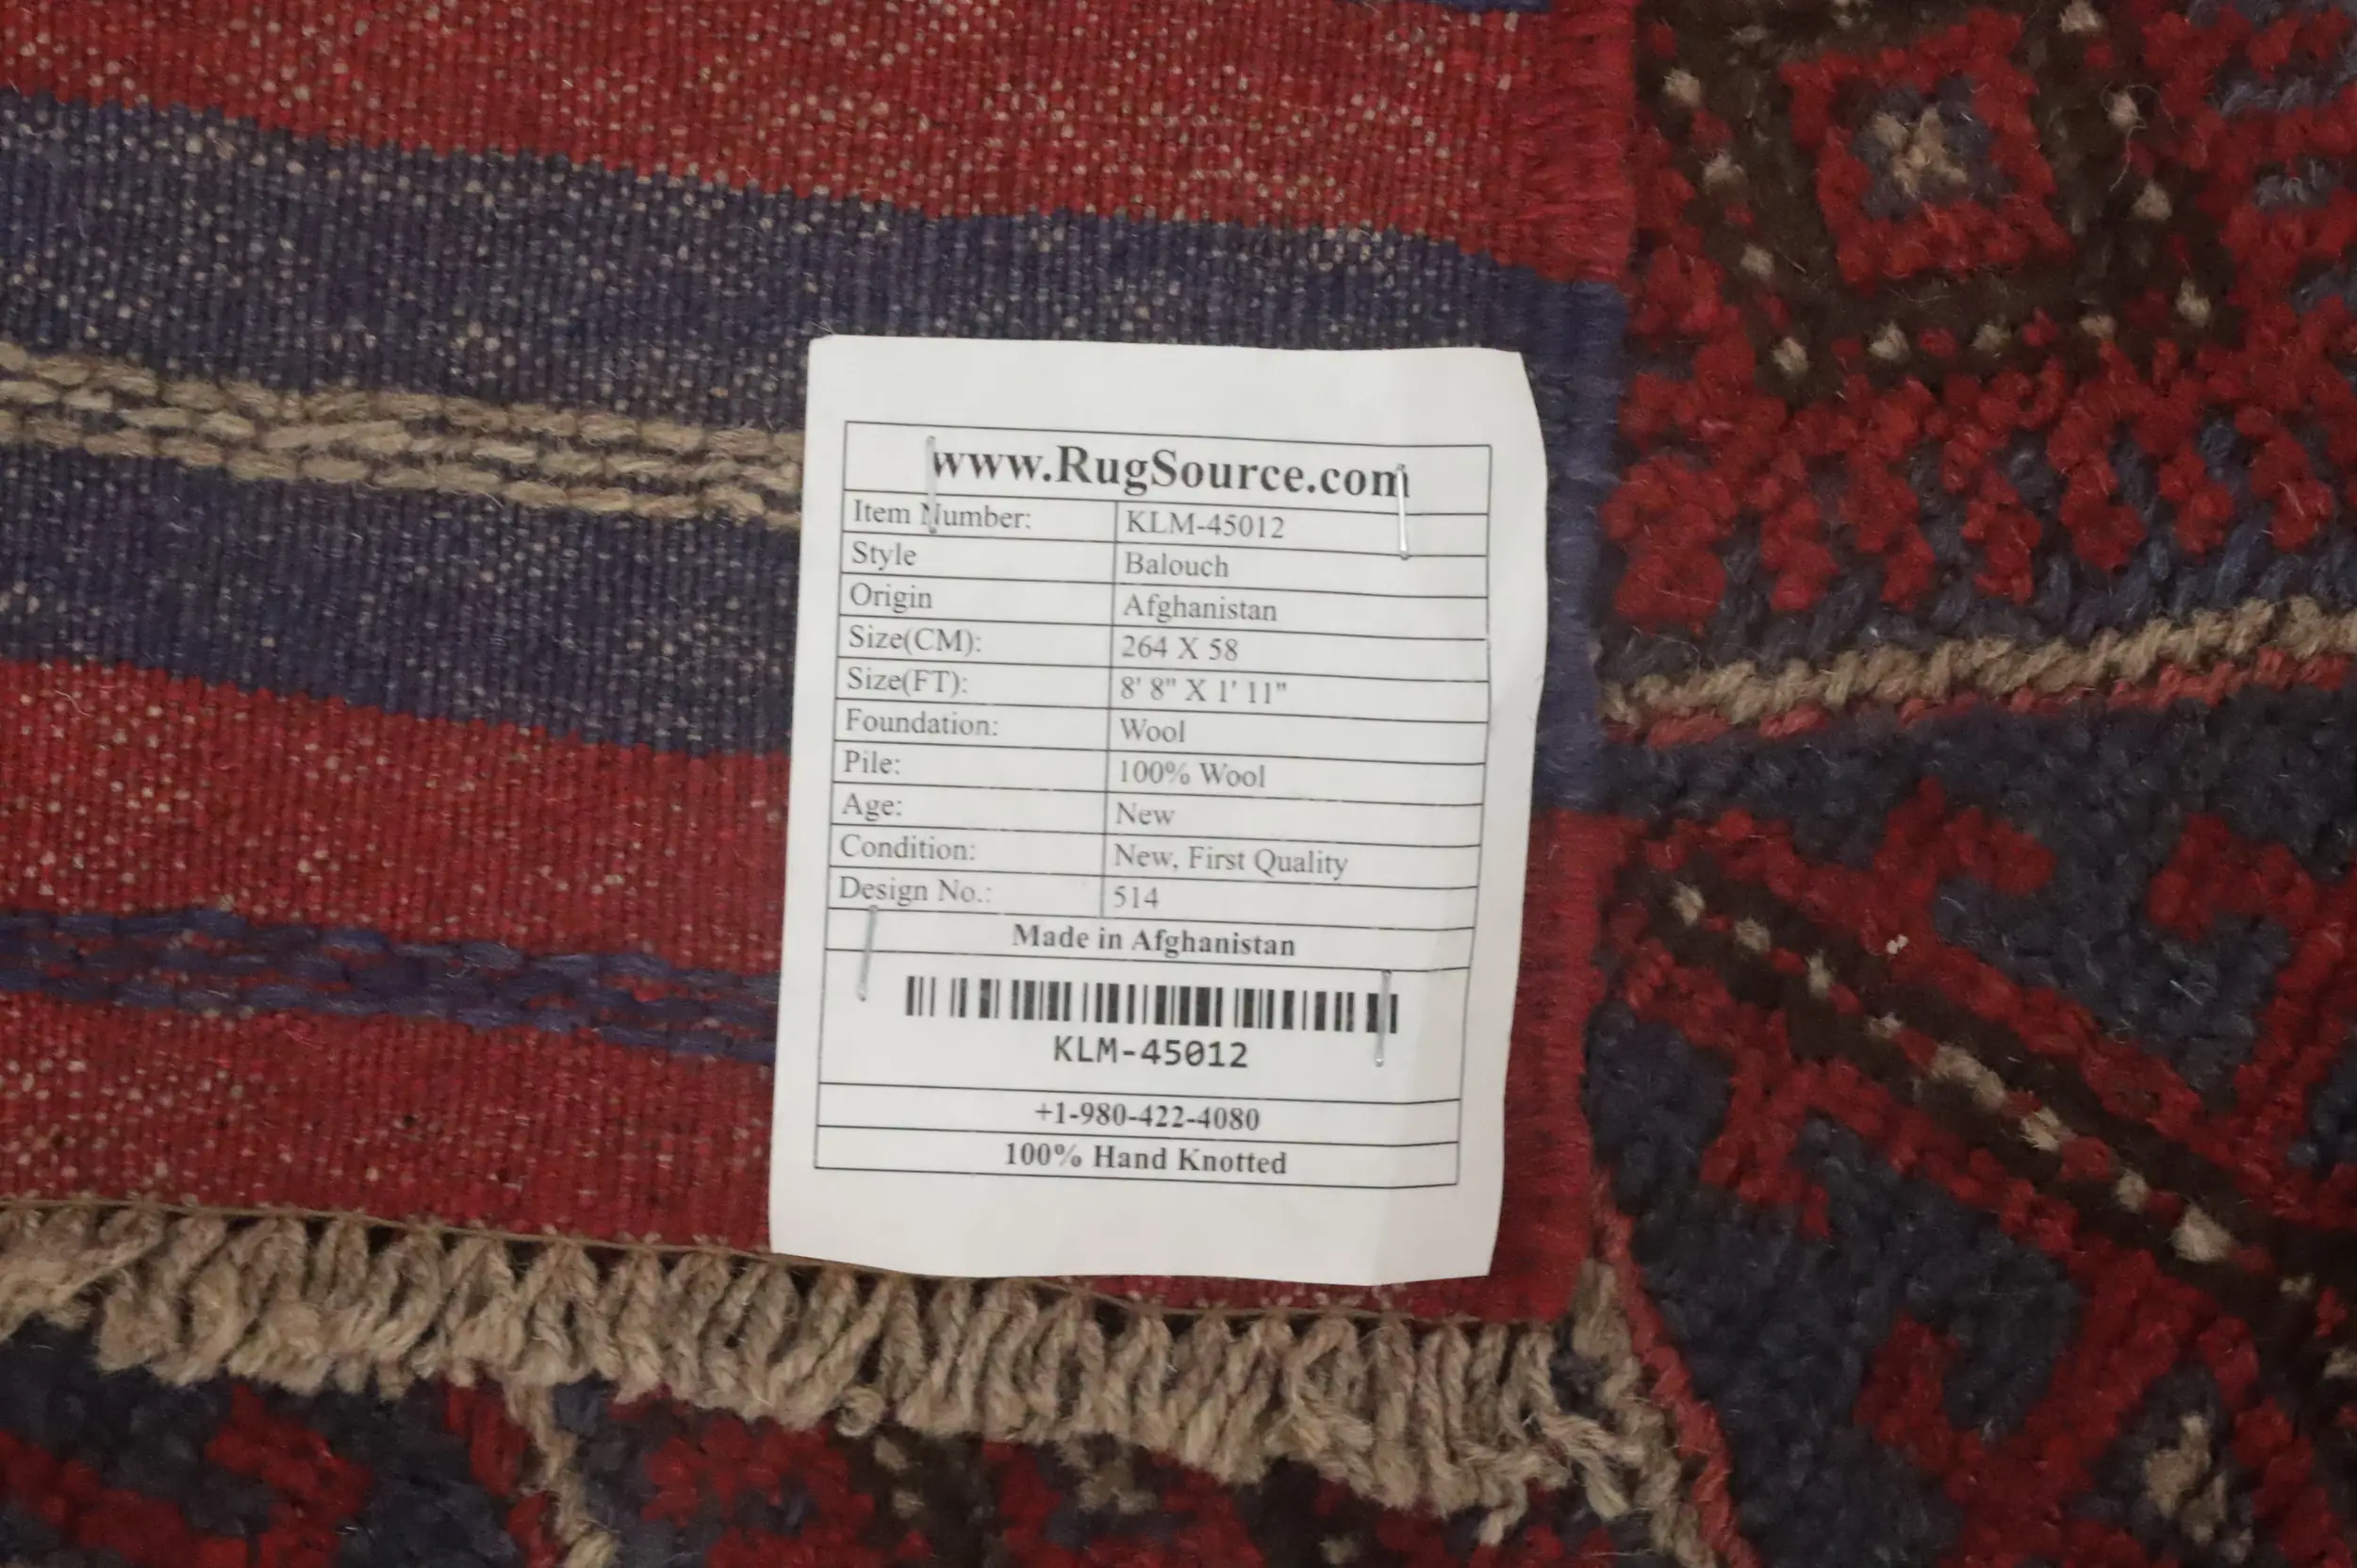 www.RugSource.com
Item Number: KLM-45012
Style Balouch
Origin Afghanistan
Size(CM): 264 X 58
Size(FT): 8' 8" X 1' 11"
Foundation: Wool
Pile: 100% Wool
Age: New
Condition: New, First Quality
Design No.: 514
Made in Afghanistan
KLM-45012
+1-980-422-4080
100% Hand Knotted